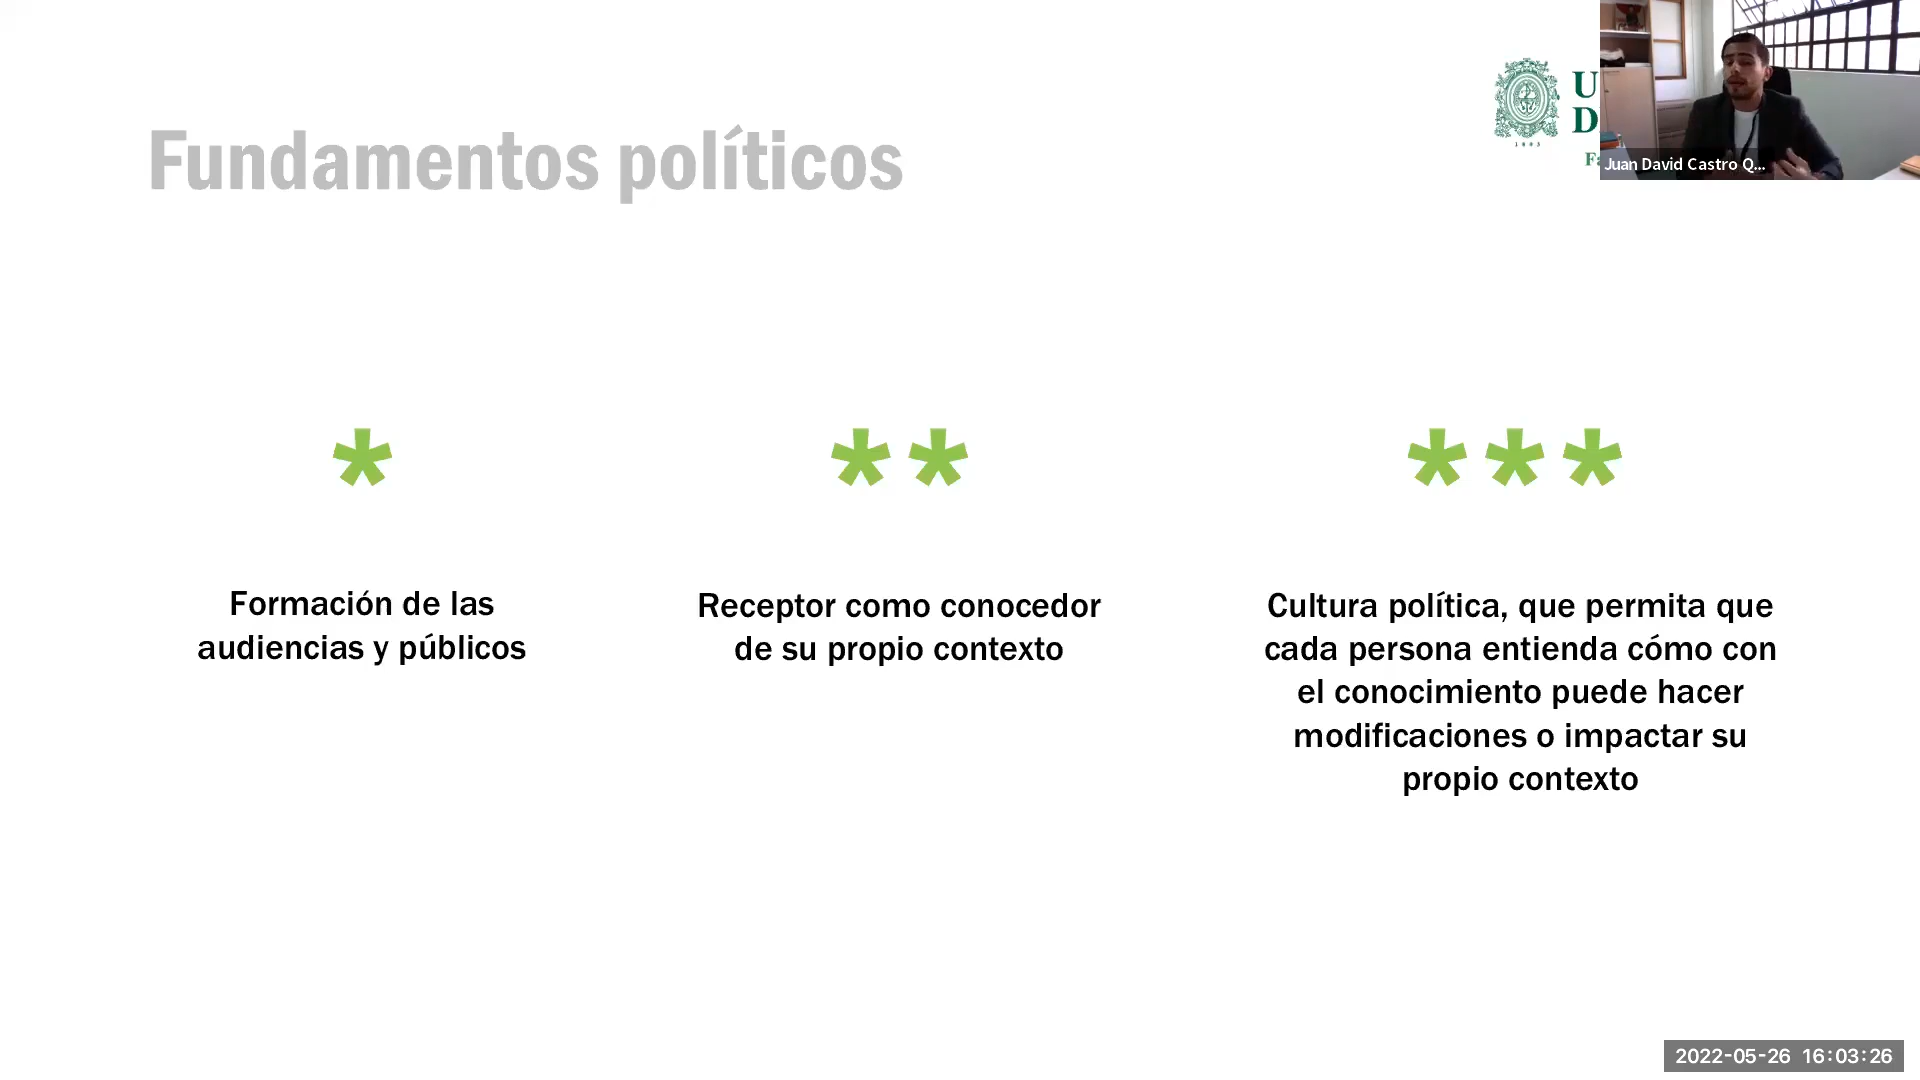 Fundamentos políticos
U
D
1803
Juan David Castro Q...
*
**
***
Formación de las
audiencias y públicos
Receptor como conocedor
de su propio contexto
Cultura política, que permita que
cada persona entienda cómo con
el conocimiento puede hacer
modificaciones o impactar su
propio contexto
2022-05-26 16:03:26